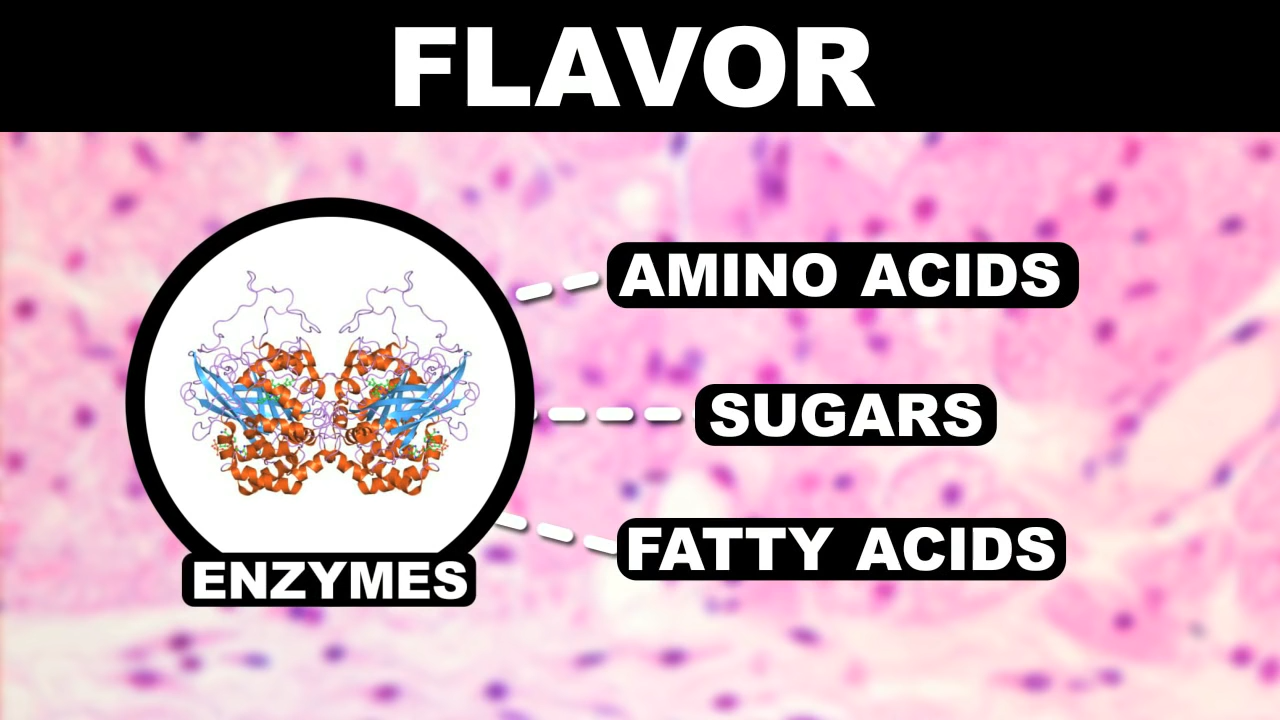 FLAVOR
AMINO ACIDS
SUGARS
FATTY ACIDS
ENZYMES